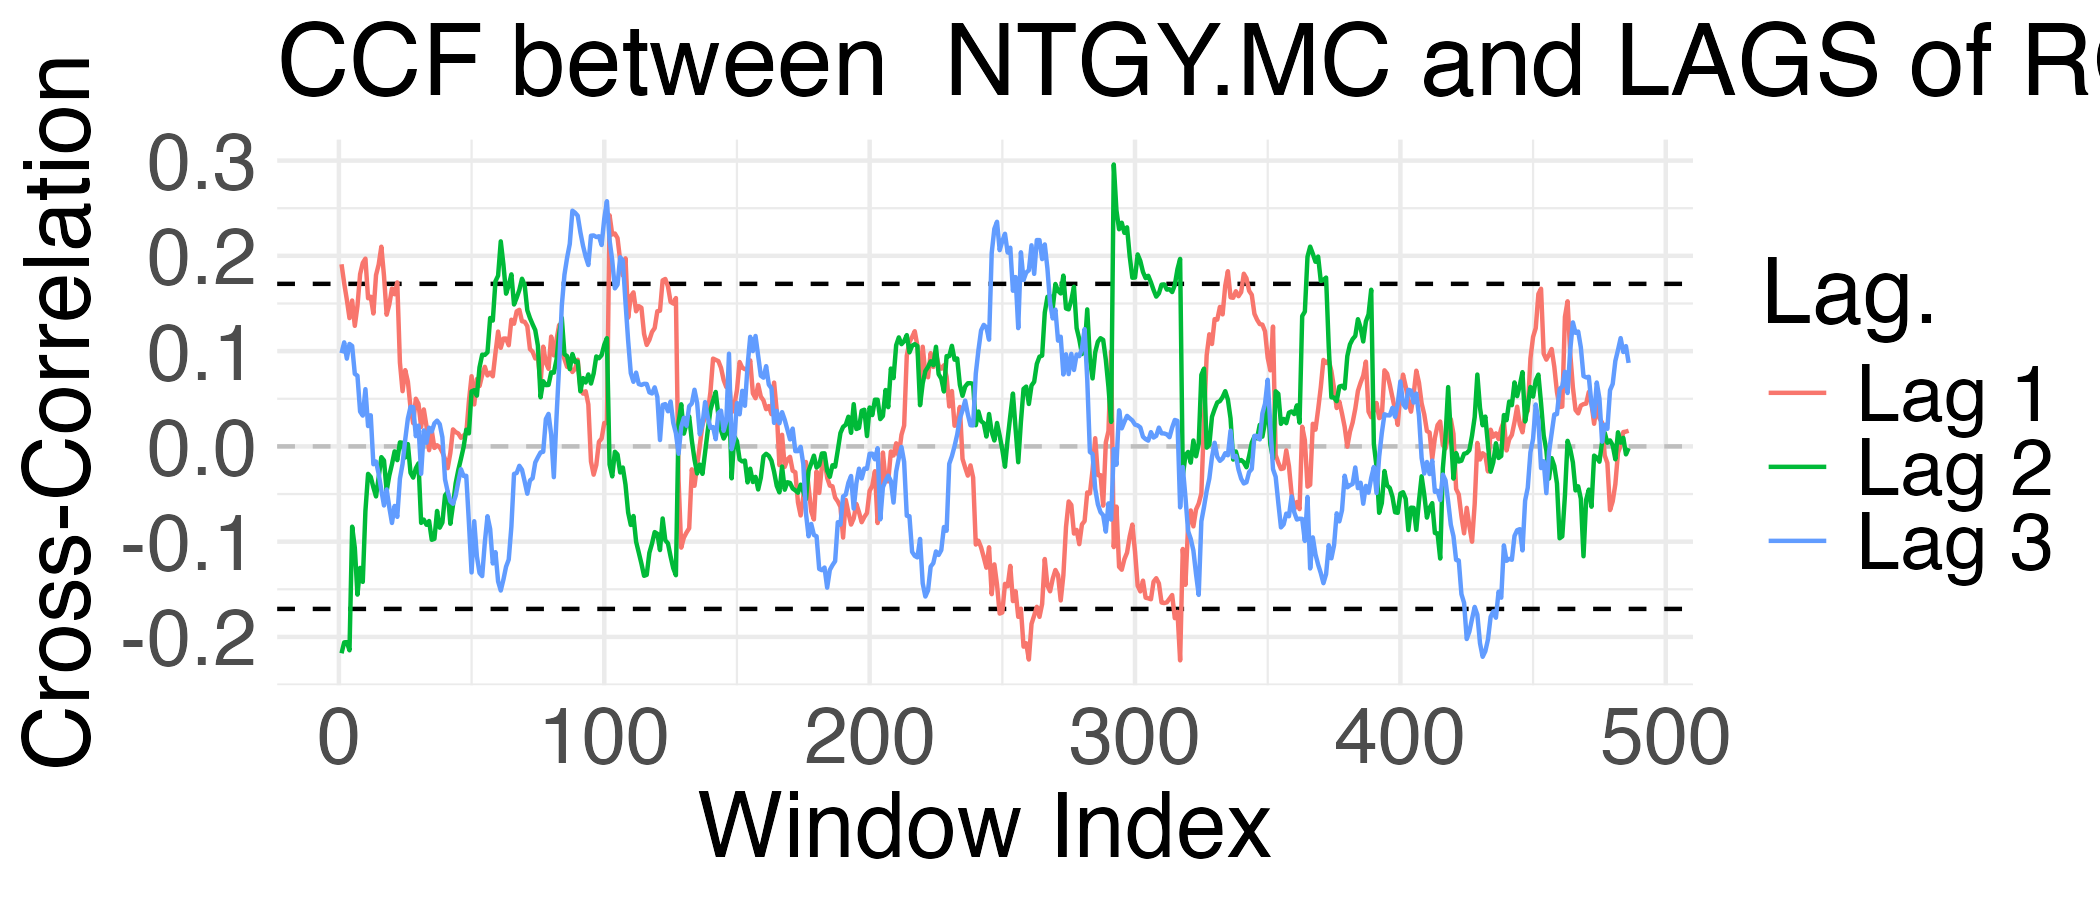 CCF between  NTGY.MC and LAGS of
Cross-Correlation
0.3
0.2
0.1
0.0
-0.1
-0.2
0 100 200 300 400 500
Window Index
Lag.
Lag 1
Lag 2
Lag 3